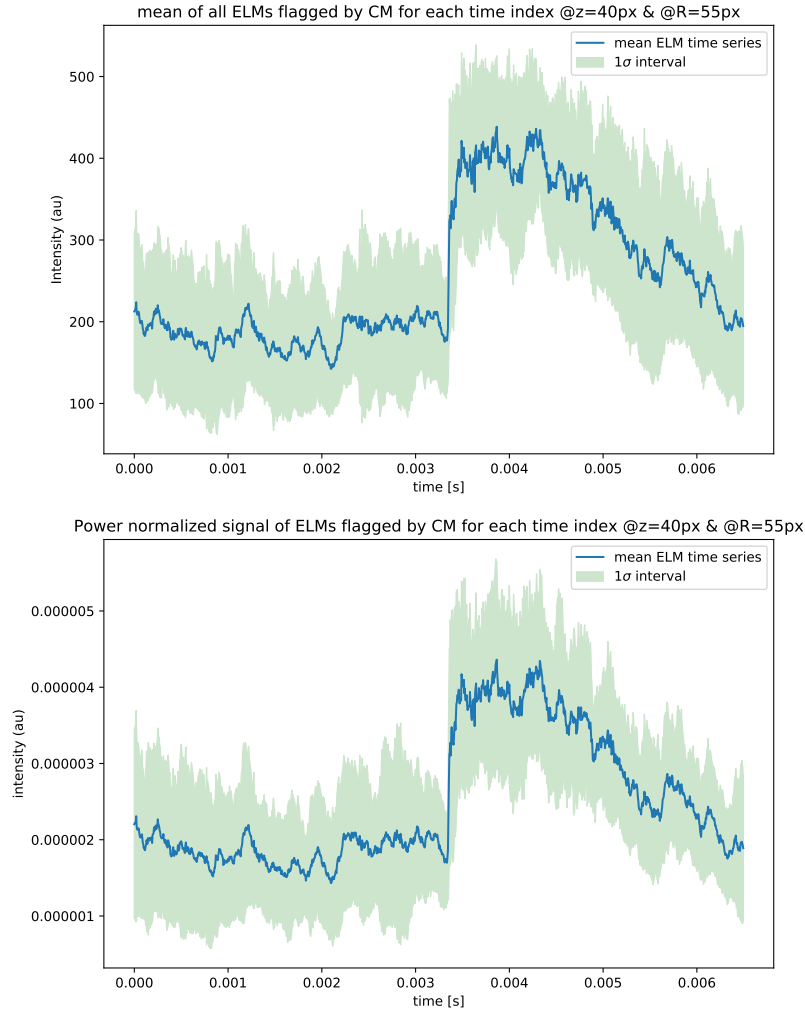 mean of all ELMs flagged by CM for each time index @z=40px & @R=55px
mean ELM time series
1σ interval
500
400
300
200
100
Intensity (au)
0.000 0.001 0.002 0.003 0.004 0.005 0.006
time [s]
Power normalized signal of ELMs flagged by CM for each time index @z=40px & @R=55px
mean ELM time series
1σ interval
0.000005
0.000004
0.000003
0.000002
0.000001
intensity (au)
0.000 0.001 0.002 0.003 0.004 0.005 0.006
time [s]